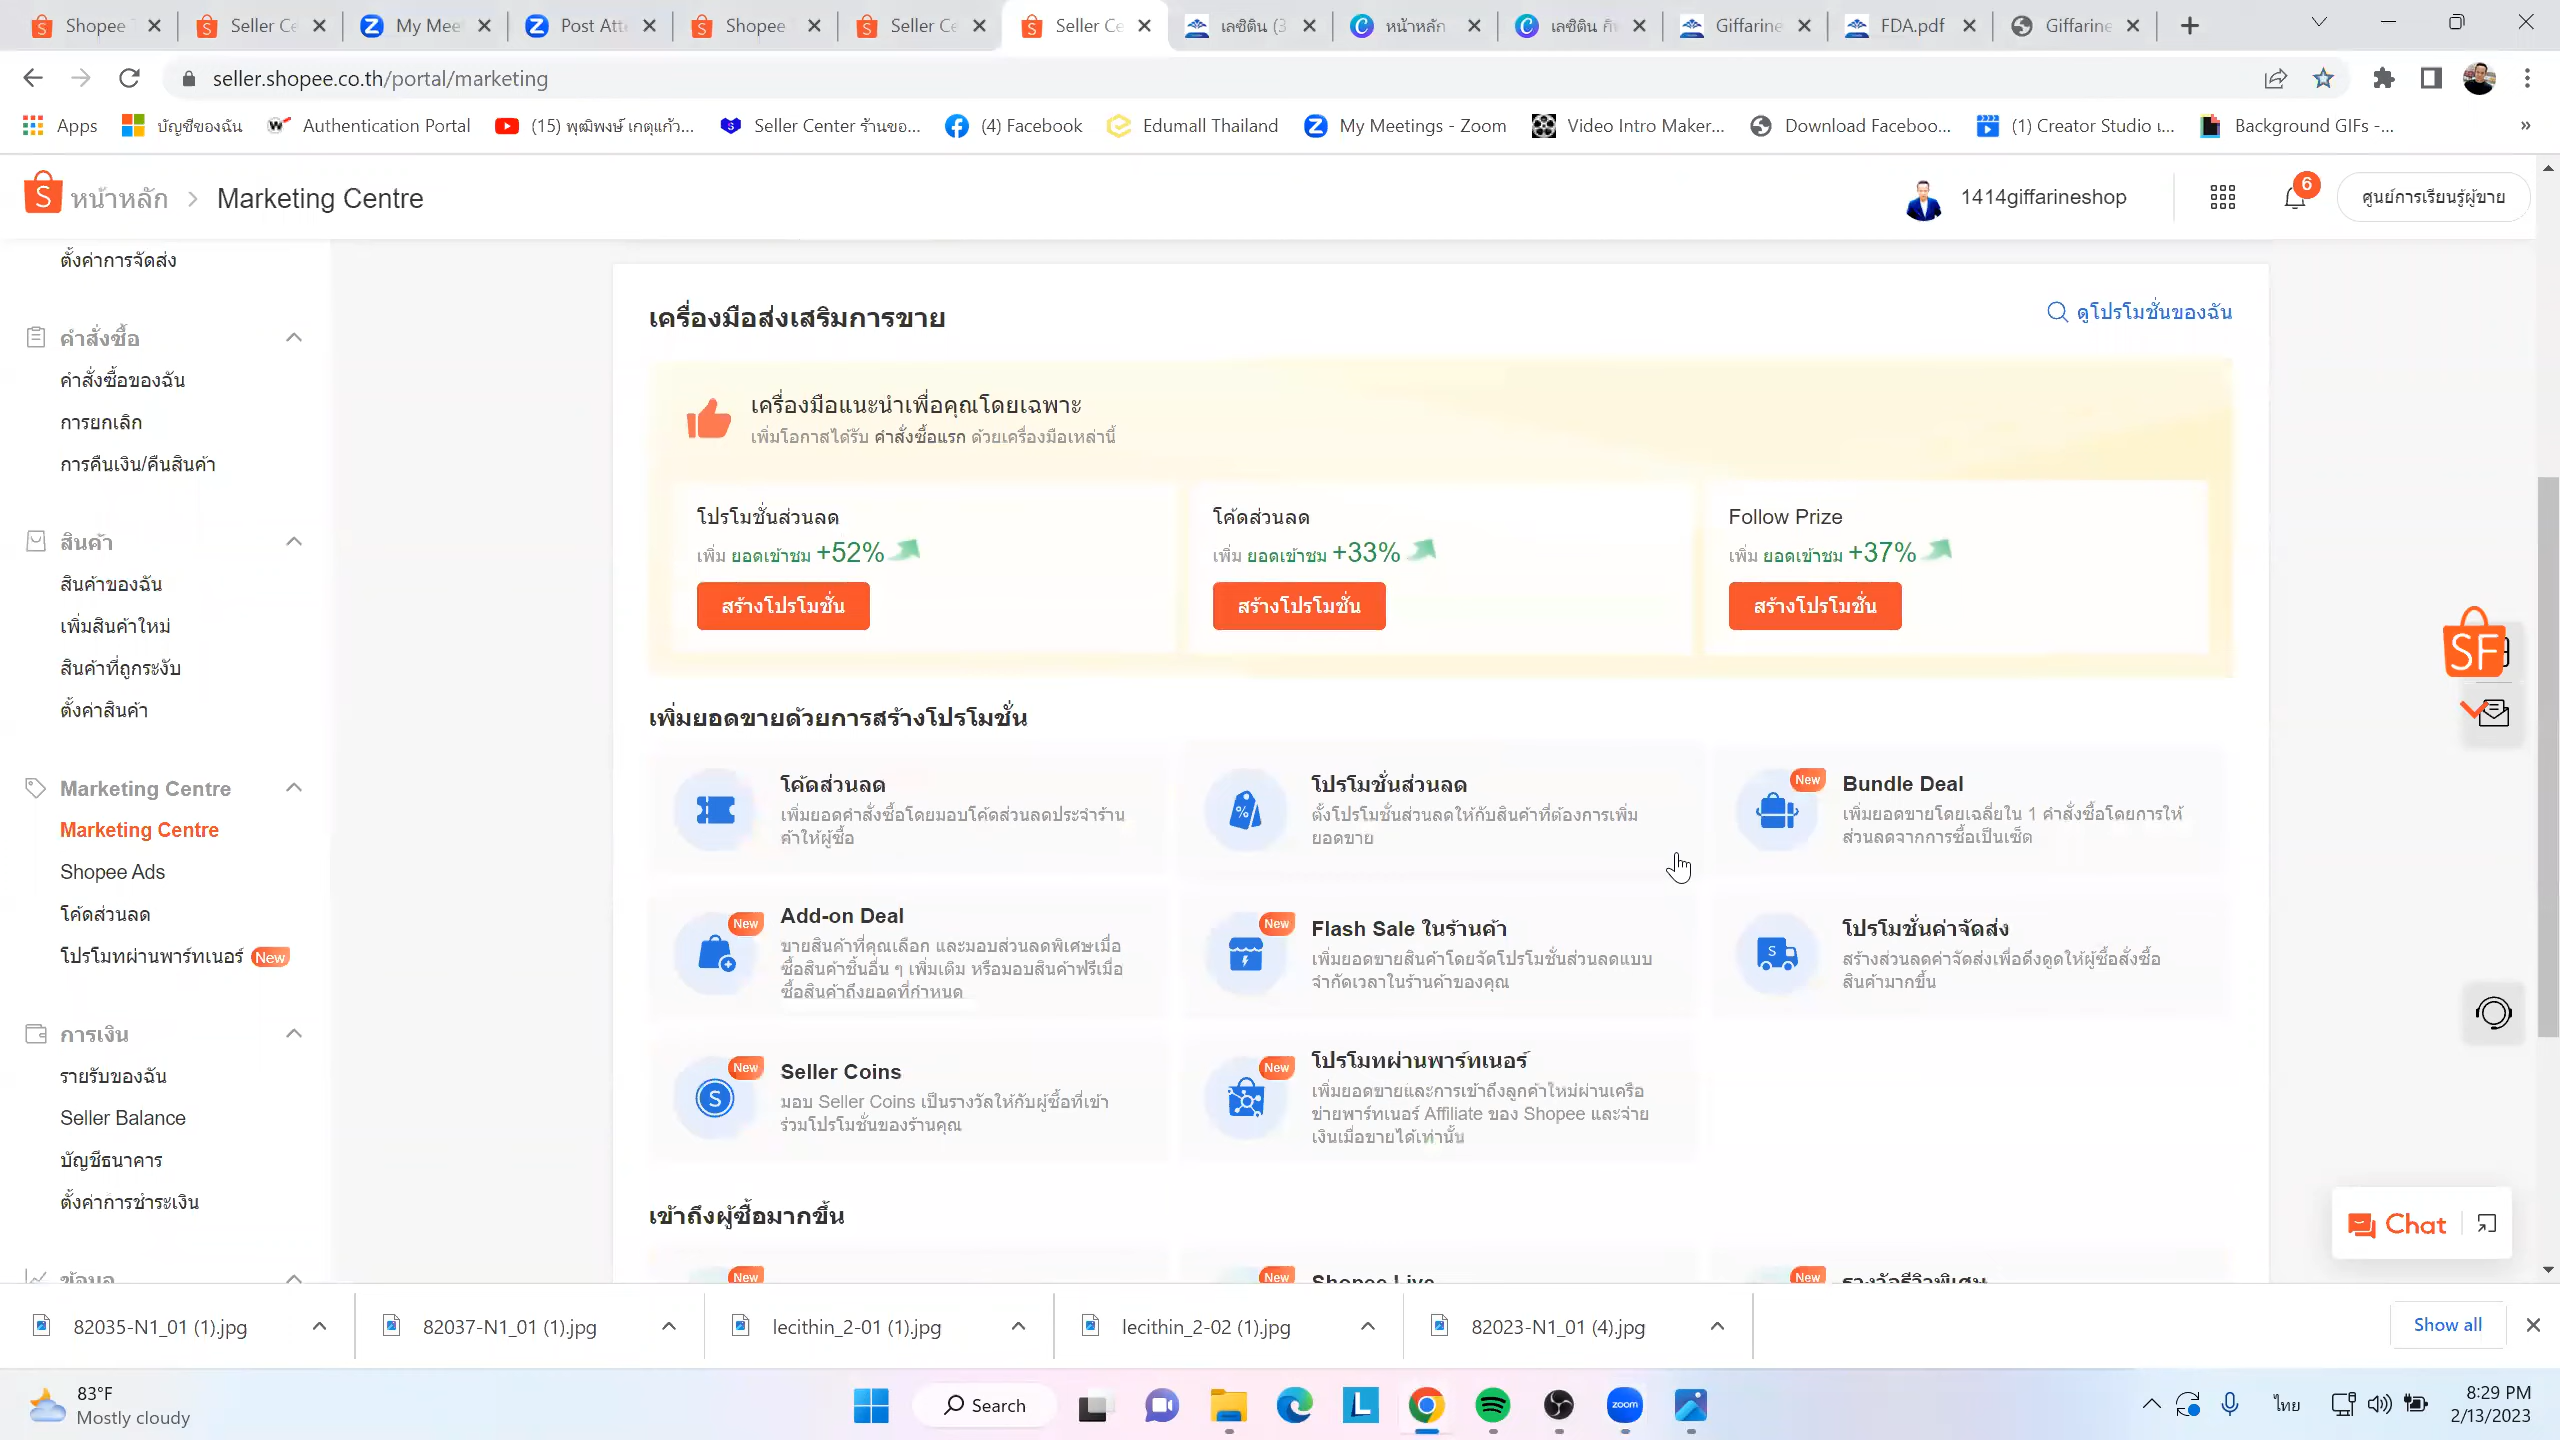 Shopee
Seller Ce
My Mee
Post Att
Shopee
Seller Ce
Seller Ce
เลซิติน (3
หน้าหลัก
เลซิติน กิ
Giffarine
FDA.pdf
Giffarine
seller.shopee.co.th/portal/marketing
Apps
บัญชีของฉัน
Authentication Portal
(15) พุฒิพงษ์ เกตุแก้ว...
Seller Center ร้านขอ...
(4) Facebook
Edumall Thailand
My Meetings - Zoom
Video Intro Maker...
Download Faceboo...
(1) Creator Studio เ...
Background GIFs -...
»
หน้าหลัก > Marketing Centre
1414giffarineshop
6
ศูนย์การเรียนรู้ผู้ขาย
ตั้งค่าการจัดส่ง
คำสั่งซื้อ
คำสั่งซื้อของฉัน
การยกเลิก
การคืนเงิน/คืนสินค้า
สินค้า
สินค้าของฉัน
เพิ่มสินค้าใหม่
สินค้าที่ถูกระงับ
ตั้งค่าสินค้า
Marketing Centre
Marketing Centre
Shopee Ads
โค้ดส่วนลด
โปรโมทผ่านพาร์ทเนอร์ New
การเงิน
รายรับของฉัน
Seller Balance
บัญชีธนาคาร
ตั้งค่าการชำระเงิน
ข้อมูล
เครื่องมือส่งเสริมการขาย
ดูโปรโมชั่นของฉัน
เครื่องมือแนะนำเพื่อคุณโดยเฉพาะ
เพิ่มโอกาสได้รับ คำสั่งซื้อแรก ด้วยเครื่องมือเหล่านี้
โปรโมชั่นส่วนลด
เพิ่ม ยอดเข้าชม +52%
สร้างโปรโมชั่น
โค้ดส่วนลด
เพิ่ม ยอดเข้าชม +33%
สร้างโปรโมชั่น
Follow Prize
เพิ่ม ยอดเข้าชม +37%
สร้างโปรโมชั่น
เพิ่มยอดขายด้วยการสร้างโปรโมชั่น
โค้ดส่วนลด
เพิ่มยอดคำสั่งซื้อโดยมอบโค้ดส่วนลดประจำร้าน
ค้าให้ผู้ซื้อ
โปรโมชั่นส่วนลด
ตั้งโปรโมชั่นส่วนลดให้กับสินค้าที่ต้องการเพิ่ม
ยอดขาย
New
Bundle Deal
เพิ่มยอดขายโดยเฉลี่ยใน 1 คำสั่งซื้อโดยการให้
ส่วนลดจากการซื้อเป็นเซ็ต
New
Add-on Deal
ขายสินค้าที่คุณเลือก และมอบส่วนลดพิเศษเมื่อ
ซื้อสินค้าชิ้นอื่น ๆ เพิ่มเติม หรือมอบสินค้าฟรีเมื่อ
ซื้อสินค้าถึงยอดที่กำหนด
New
Flash Sale ในร้านค้า
เพิ่มยอดขายสินค้าโดยจัดโปรโมชั่นส่วนลดแบบ
จำกัดเวลาในร้านค้าของคุณ
โปรโมชั่นค่าจัดส่ง
สร้างส่วนลดค่าจัดส่งเพื่อดึงดูดให้ผู้ซื้อสั่งซื้อ
สินค้ามากขึ้น
New
Seller Coins
มอบ Seller Coins เป็นรางวัลให้กับผู้ซื้อที่เข้า
ร่วมโปรโมชั่นของร้านคุณ
New
โปรโมทผ่านพาร์ทเนอร์
เพิ่มยอดขายและการเข้าถึงลูกค้าใหม่ผ่านเครือ
ข่ายพาร์ทเนอร์ Affiliate ของ Shopee และจ่าย
เงินเมื่อขายได้เท่านั้น
เข้าถึงผู้ซื้อมากขึ้น
New
New
Shopee Live
New
รางวัลรีวิวพิเศษ
SF
Chat
82035-N1_01 (1).jpg
82037-N1_01 (1).jpg
lecithin_2-01 (1).jpg
lecithin_2-02 (1).jpg
82023-N1_01 (4).jpg
Show all
83°F
Mostly cloudy
Search
zoom
ไทย
8:29 PM
2/13/2023